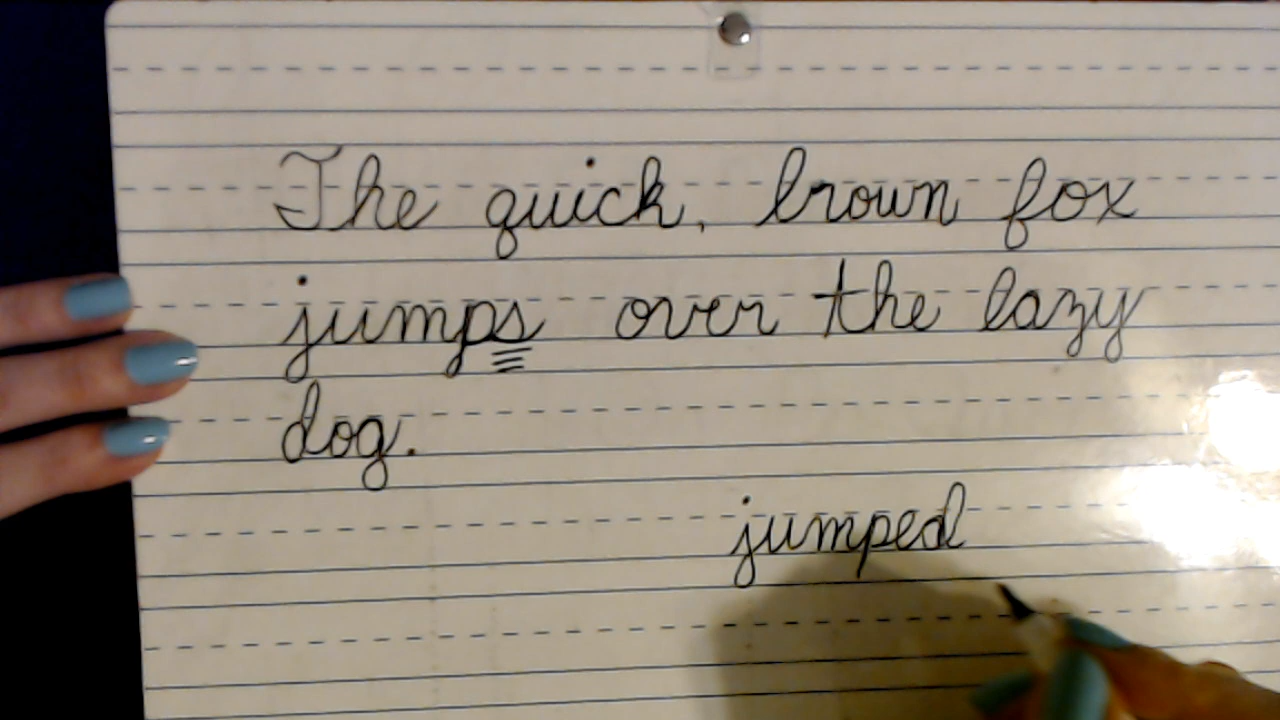 The quick, brown fox
jumps over the lazy
dog.
jumped